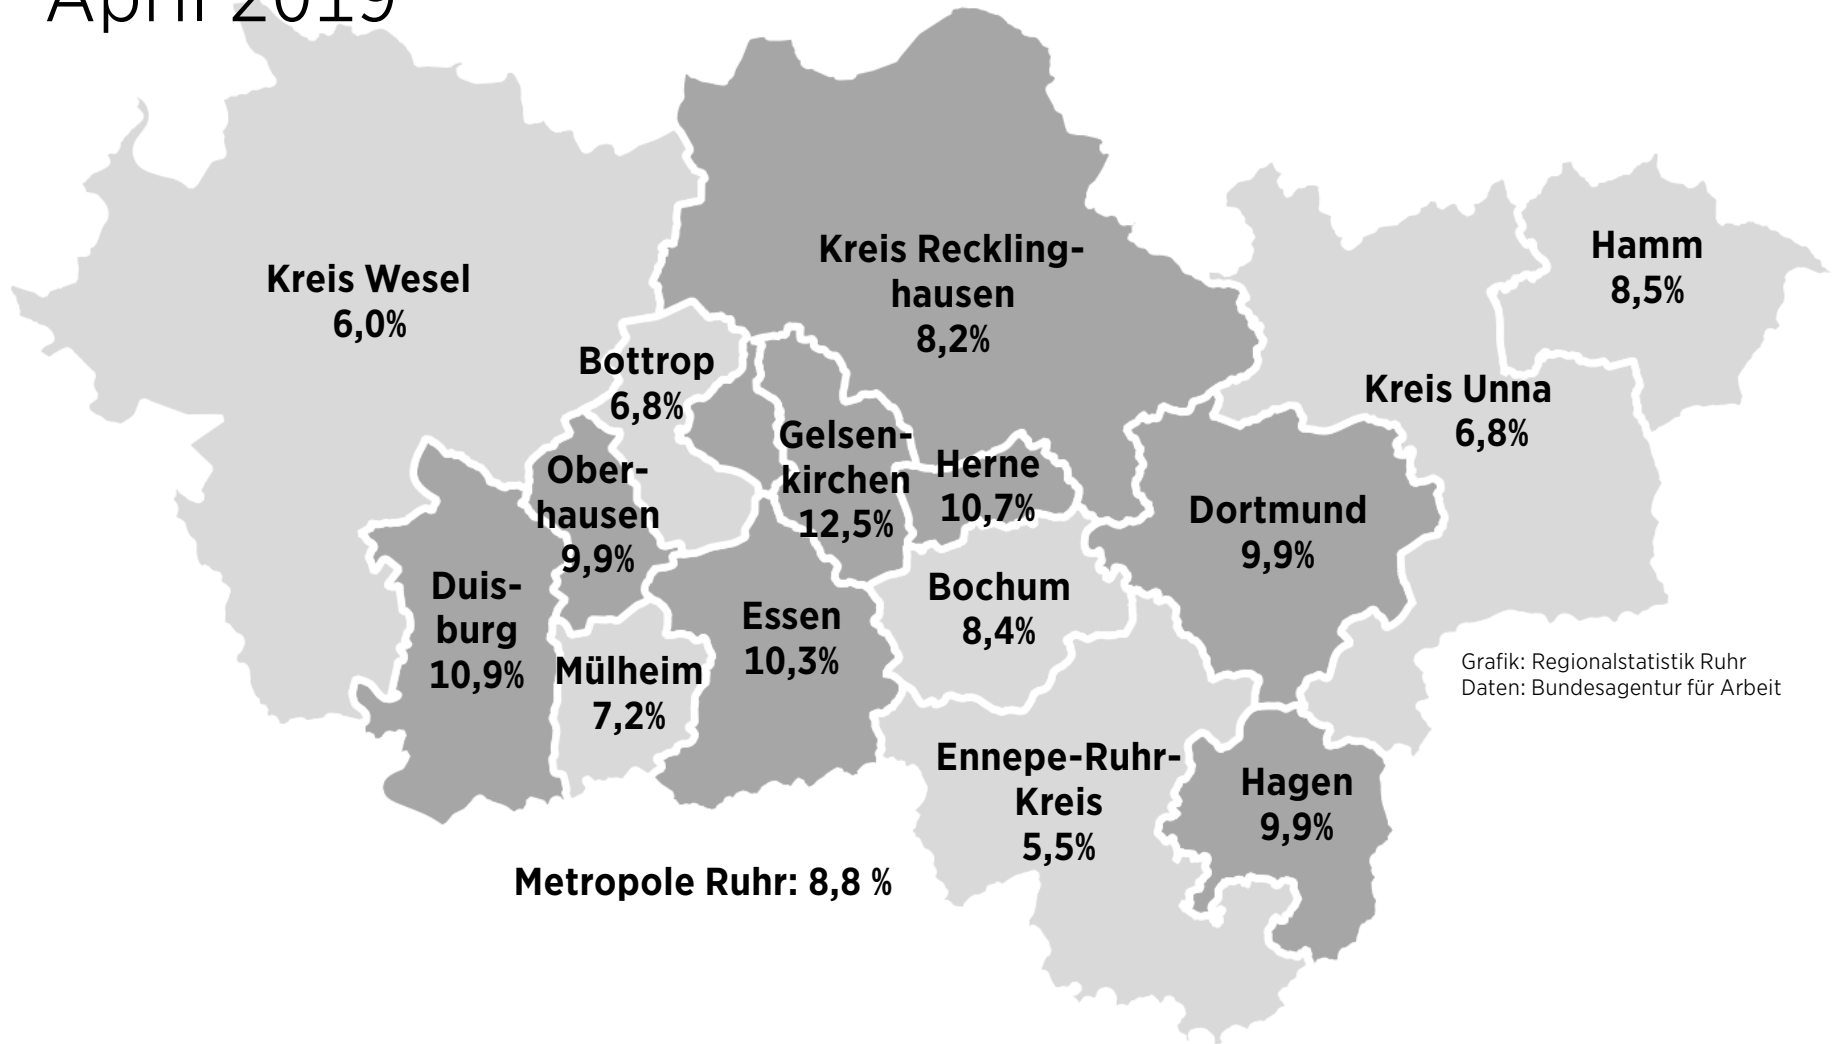 April 2019
Kreis Reckling-
hausen
8,2%
Hamm
8,5%
Kreis Wesel
6,0%
Bottrop
6,8%
Kreis Unna
6,8%
Gelsen-
kirchen
12,5%
Ober-
hausen
9,9%
Herne
10,7%
Dortmund
9,9%
Duis-
burg
10,9%
Bochum
8,4%
Essen
10,3%
Mülheim
7,2%
Grafik: Regionalstatistik Ruhr
Daten: Bundesagentur für Arbeit
Ennepe-Ruhr-
Kreis
5,5%
Hagen
9,9%
Metropole Ruhr: 8,8 %